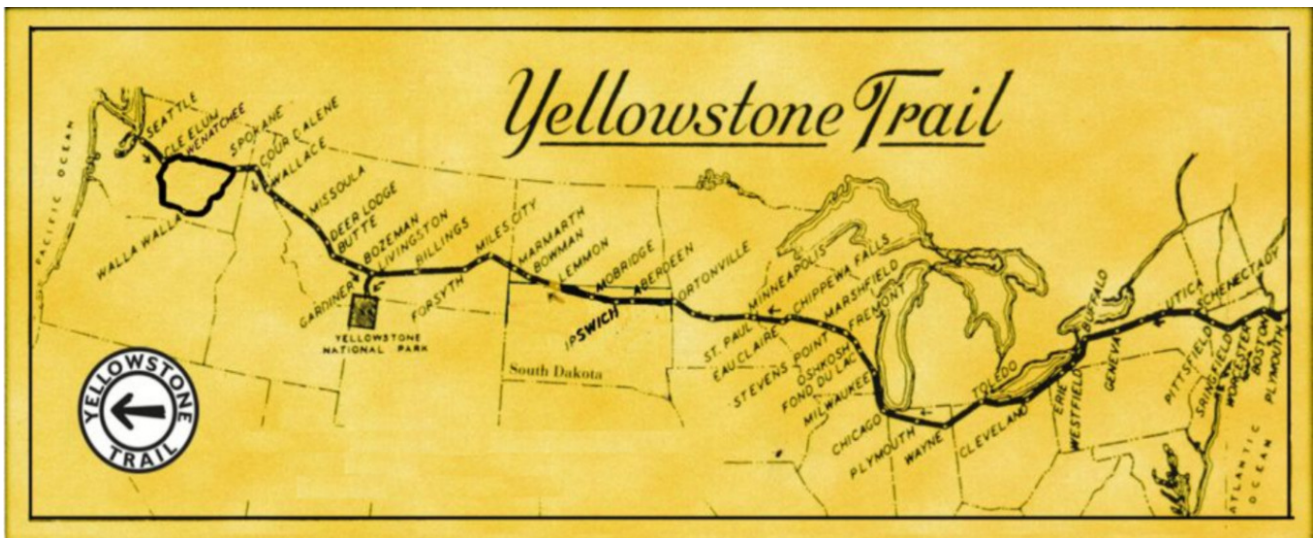 Yellowstone Trail
PACIFIC OCEAN
SEATTLE
CLE ELUM
WENATCHEE
SPOKANE
COUR D ALENE
WALLACE
WALLA WALLA
MISSOULA
DEER LODGE
BUTTE
BOZEMAN
LIVINGSTON
BILLINGS
GARDINER
YELLOWSTONE
NATIONAL PARK
FORSYTH
MILES CITY
MARMARTH
BOWMAN
LEMMON
MOBRIDGE
ABERDEEN
IPSWICH
South Dakota
ORTONVILLE
MINNEAPOLIS
ST. PAUL
CHIPPEWA FALLS
EAU CLAIRE
MARSHFIELD
STEVENS POINT
FREMONT
OSHKOSH
FOND DU LAC
MILWAUKEE
CHICAGO
PLYMOUTH
WAYNE
TOLEDO
CLEVELAND
ERIE
WESTFIELD
BUFFALO
GENEVA
UTICA
SCHENECTADY
PITTSFIELD
SRINGFIELD
WORCESTER
BOSTON
PLYMOUTH
ATLANTIC
OCEAN
YELLOWSTONE
TRAIL